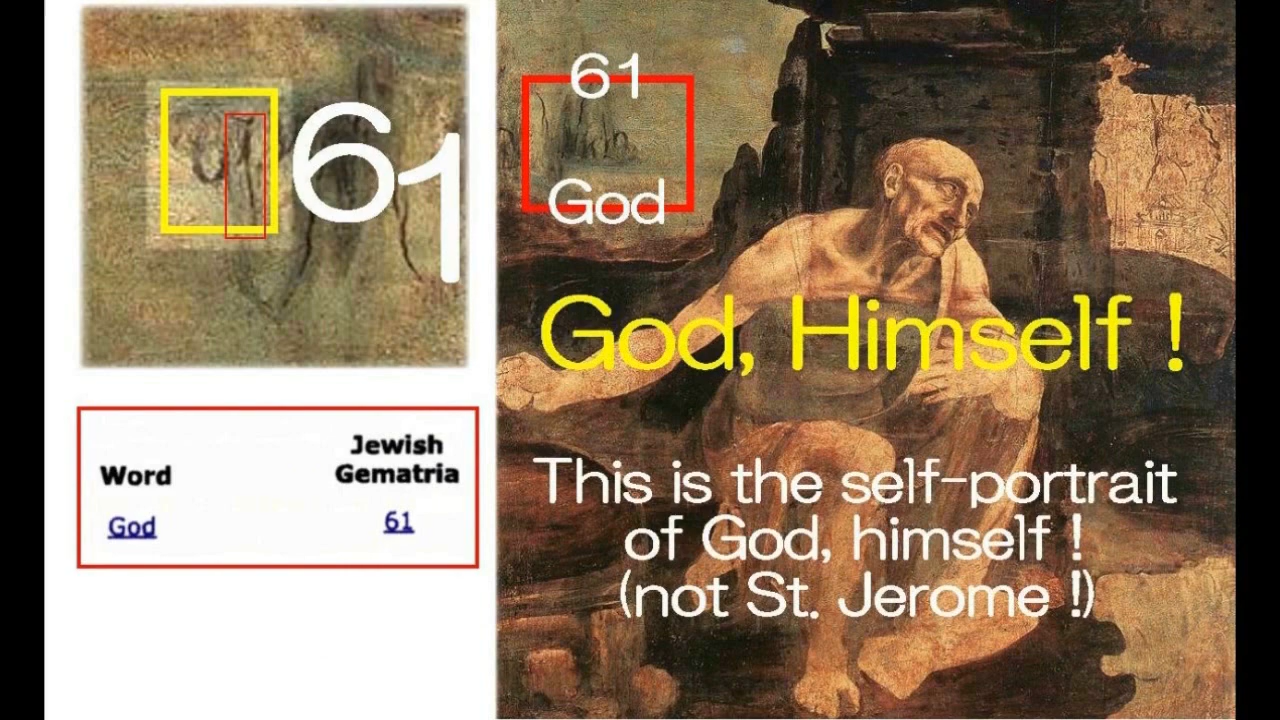 61
Word
Jewish
Gematria
God
61
61
God
God, Himself !
This is the self-portrait
of God, himself !
(not St. Jerome !)